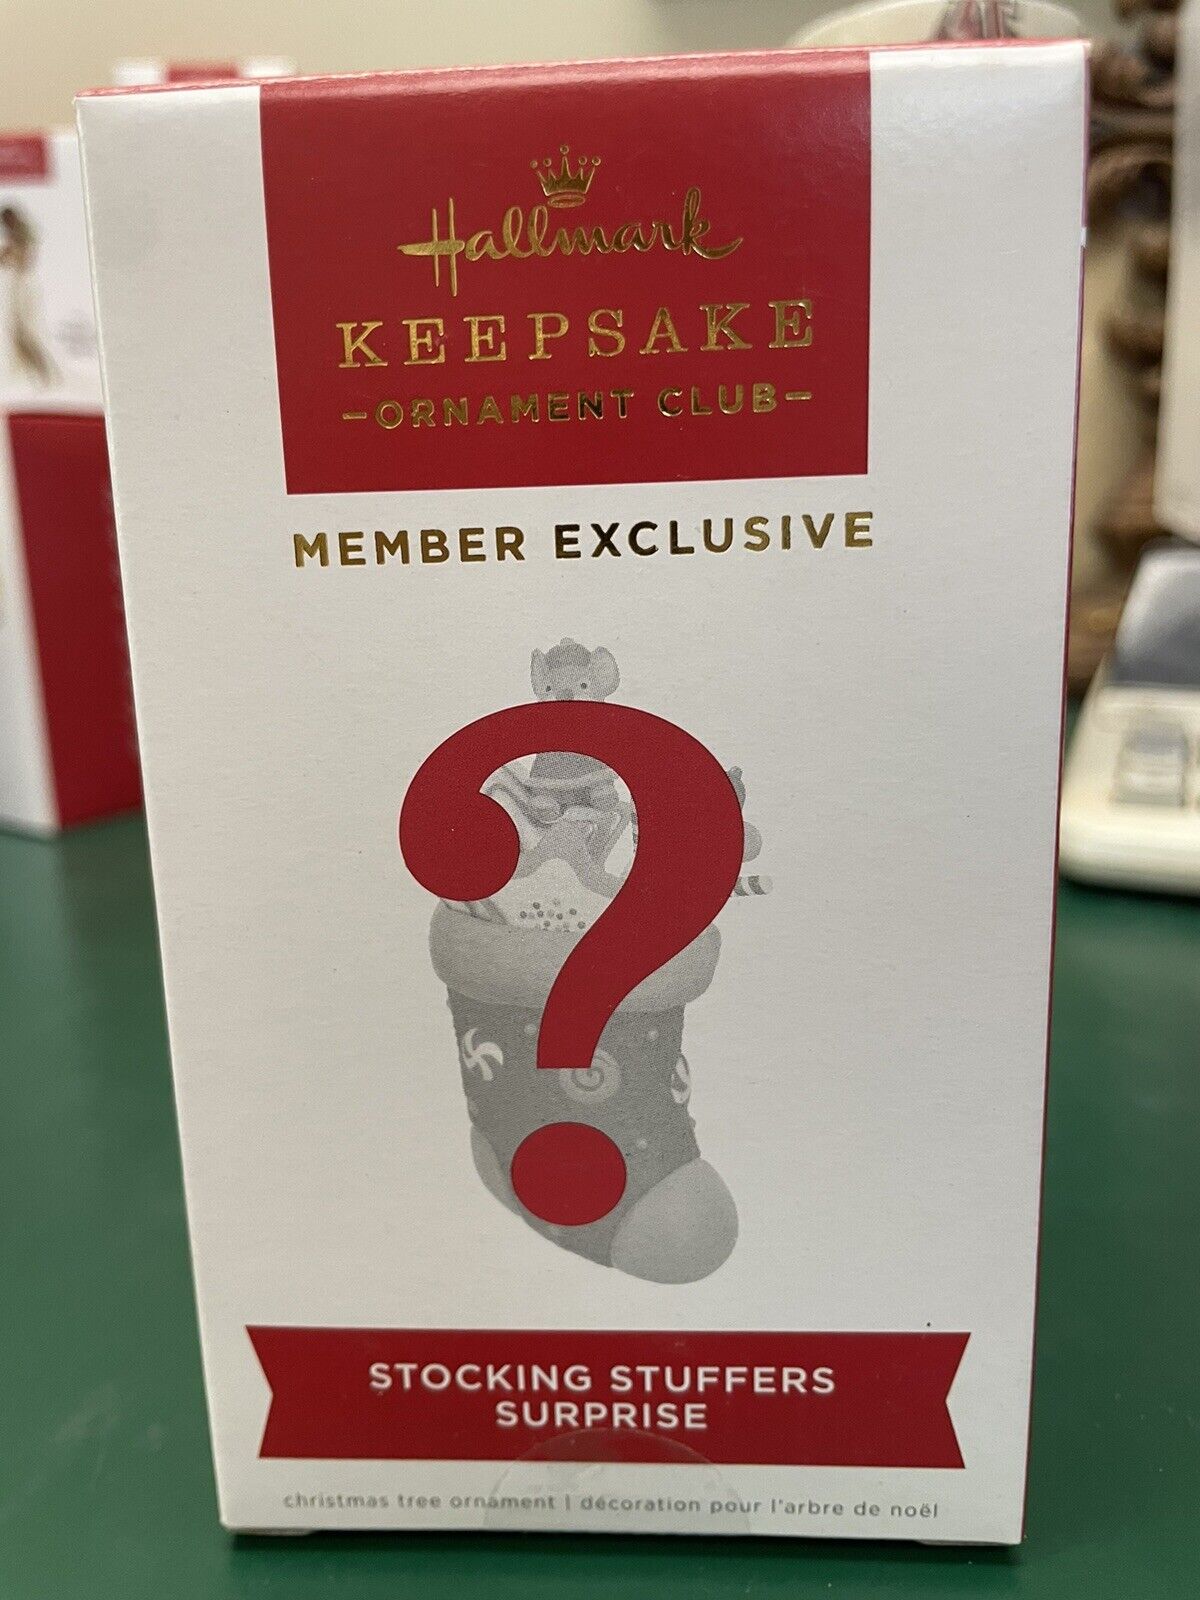 Hallmark
KEEPSAKE
–ORNAMENT CLUB–
MEMBER EXCLUSIVE
?
STOCKING STUFFERS
SURPRISE
christmas tree ornament | décoration pour l'arbre de noël